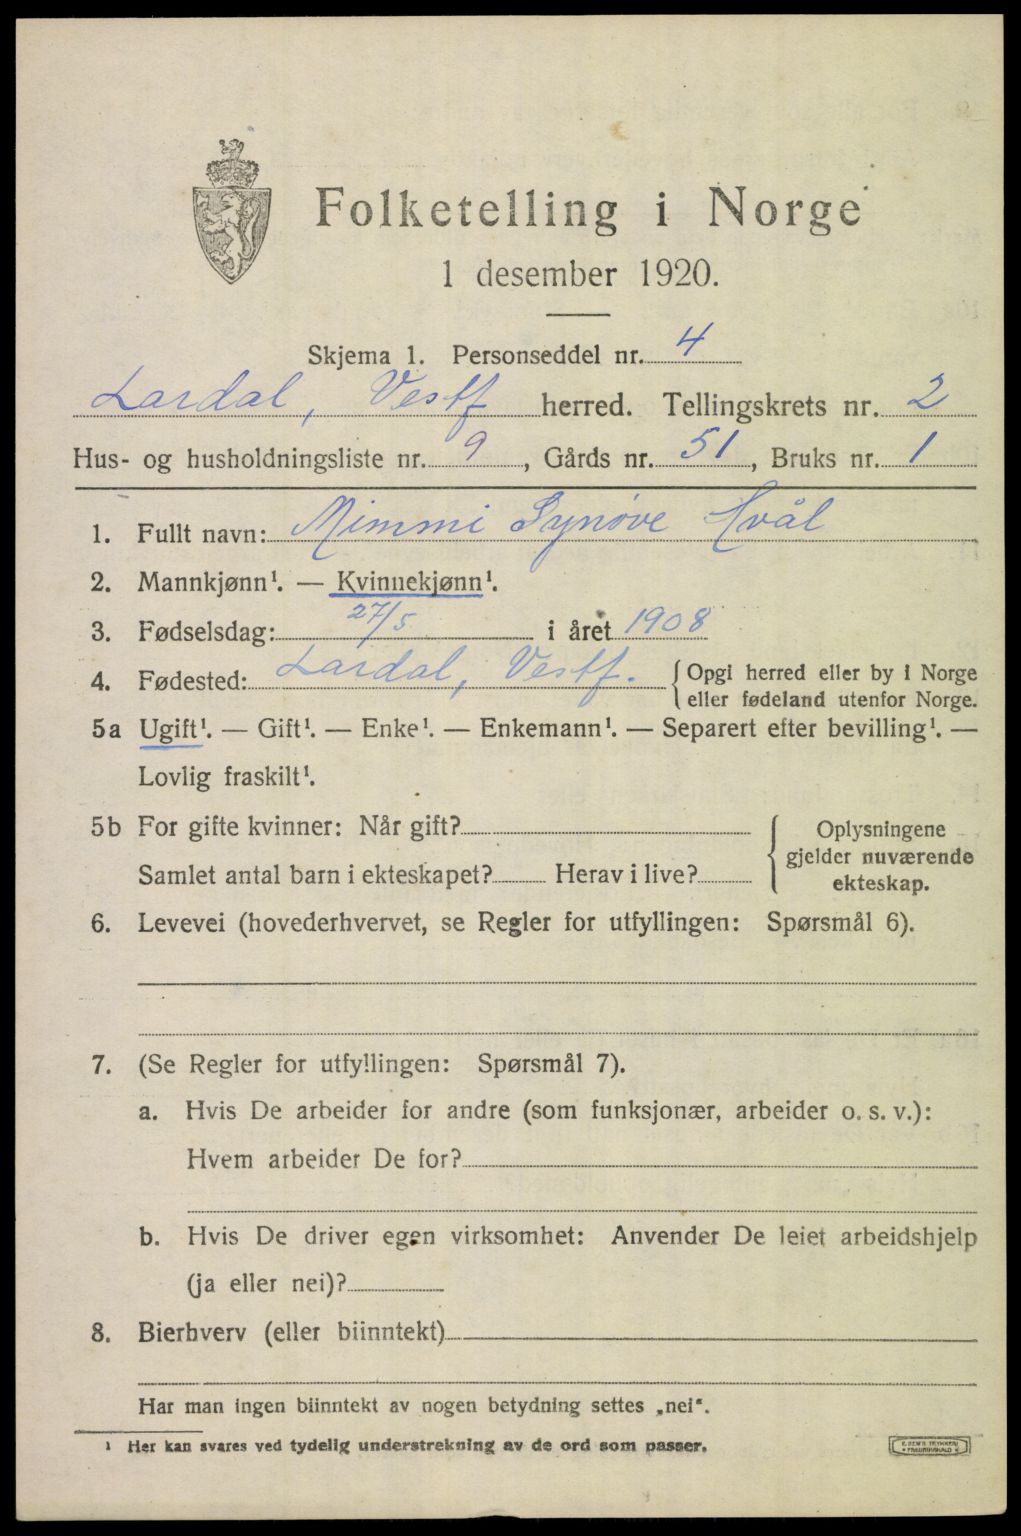 Folketelling i Norge
1 desember 1920.
Skjema 1. Personseddel nr. 4
Lardal, Vestf herred. Tellingskrets nr. 2
Hus- og husholdningsliste nr. 9, Gårds nr. 51, Bruks nr. 1
1. Fullt navn: Mimmi Synøve Hvål
2. Mannkjønn¹. — Kvinnekjønn¹.
3. Fødselsdag: 27/5 i året 1908
4. Fødested: Lardal, Vestf. { Opgi herred eller by i Norge
eller fødeland utenfor Norge.
5a Ugift¹. — Gift¹. — Enke¹. — Enkemann¹. — Separert efter bevilling¹. —
Lovlig fraskilt¹.
5b For gifte kvinner: Når gift?
Samlet antal barn i ekteskapet? Herav i live?
{ Oplysningene
gjelder nuværende
ekteskap.
6. Levevei (hovederhvervet, se Regler for utfyllingen: Spørsmål 6).
7. (Se Regler for utfyllingen: Spørsmål 7).
a. Hvis De arbeider for andre (som funksjonær, arbeider o. s. v.):
Hvem arbeider De for?
b. Hvis De driver egen virksomhet: Anvender De leiet arbeidshjelp
(ja eller nei)?
8. Bierhverv (eller biinntekt)
Har man ingen biinntekt av nogen betydning settes „nei“.
¹ Her kan svares ved tydelig understrekning av de ord som passer.